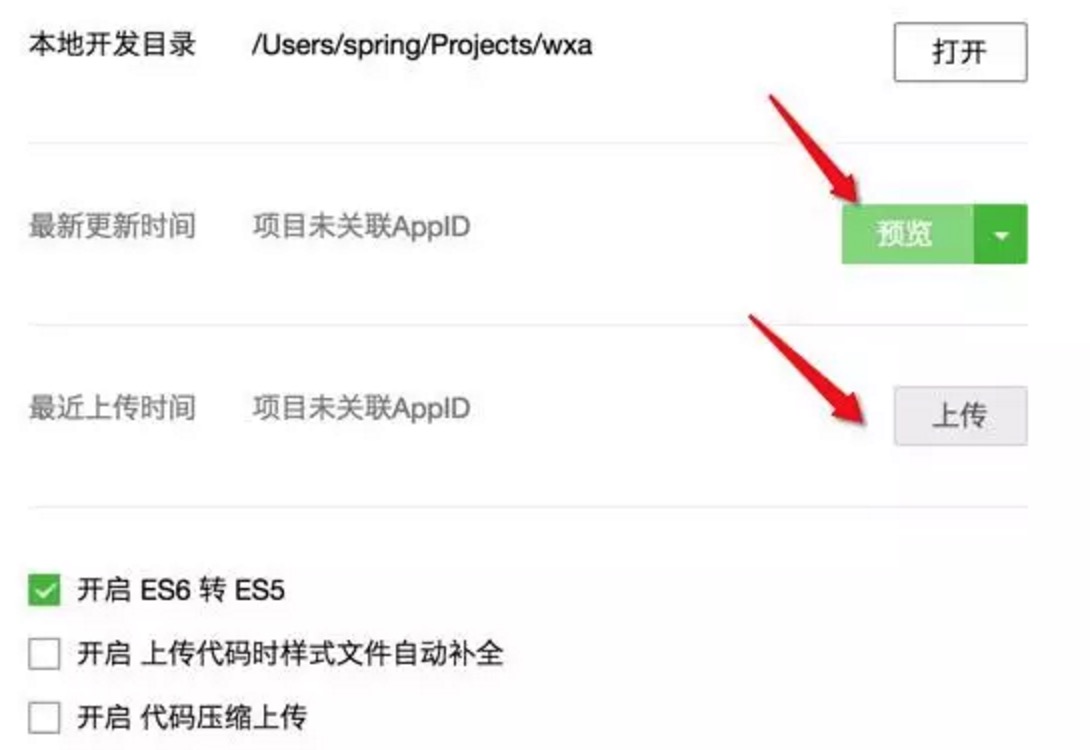 本地开发目录 /Users/spring/Projects/wxa 打开
最新更新时间 项目未关联AppID 预览
最近上传时间 项目未关联AppID 上传
开启 ES6 转 ES5
开启 上传代码时样式文件自动补全
开启 代码压缩上传